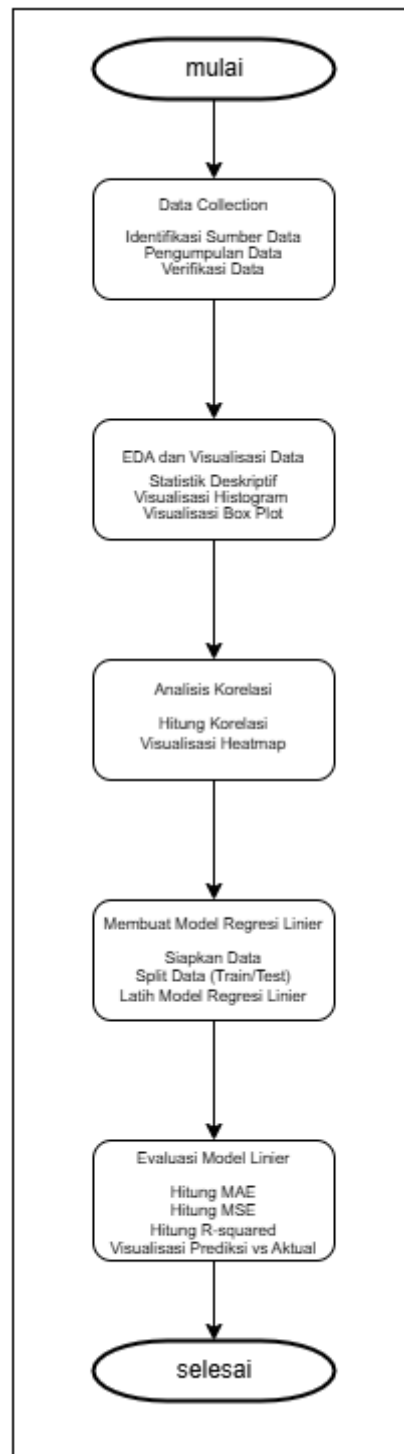 mulai
Data Collection
Identifikasi Sumber Data
Pengumpulan Data
Verifikasi Data
EDA dan Visualisasi Data
Statistik Deskriptif
Visualisasi Histogram
Visualisasi Box Plot
Analisis Korelasi
Hitung Korelasi
Visualisasi Heatmap
Membuat Model Regresi Linier
Siapkan Data
Split Data (Train/Test)
Latih Model Regresi Linier
Evaluasi Model Linier
Hitung MAE
Hitung MSE
Hitung R-squared
Visualisasi Prediksi vs Aktual
selesai